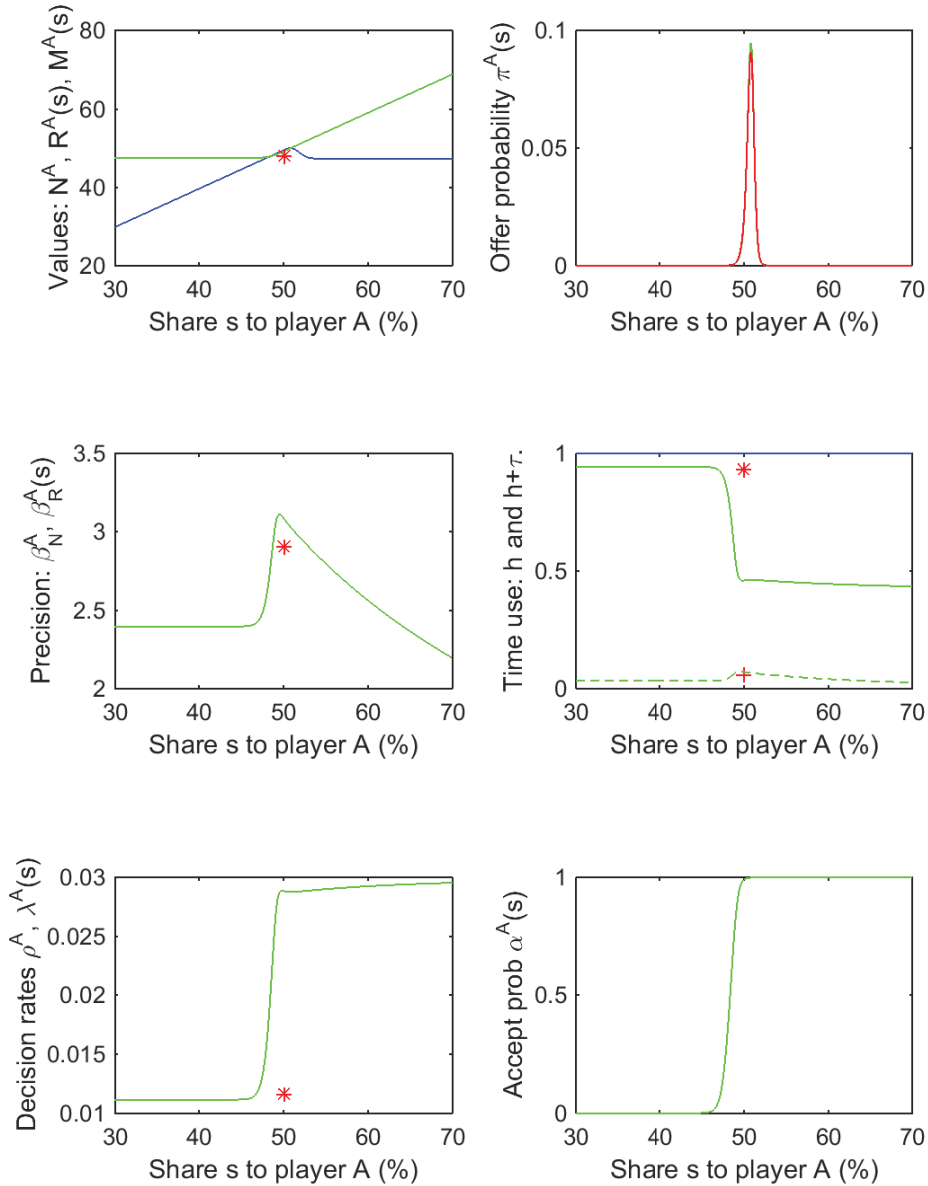 Values: N^A, R^A(s), M^A(s)
80
60
40
20
30 40 50 60 70
Share s to player A (%)
Offer probability π^A(s)
0.1
0.05
0
30 40 50 60 70
Share s to player A (%)
Precision: β_N^A, β_R^A(s)
3.5
3
2.5
2
30 40 50 60 70
Share s to player A (%)
Time use: h and h+τ.
1
0.5
0
30 40 50 60 70
Share s to player A (%)
Decision rates ρ^A, λ^A(s)
0.03
0.025
0.02
0.015
0.01
30 40 50 60 70
Share s to player A (%)
Accept prob α^A(s)
1
0.5
0
30 40 50 60 70
Share s to player A (%)